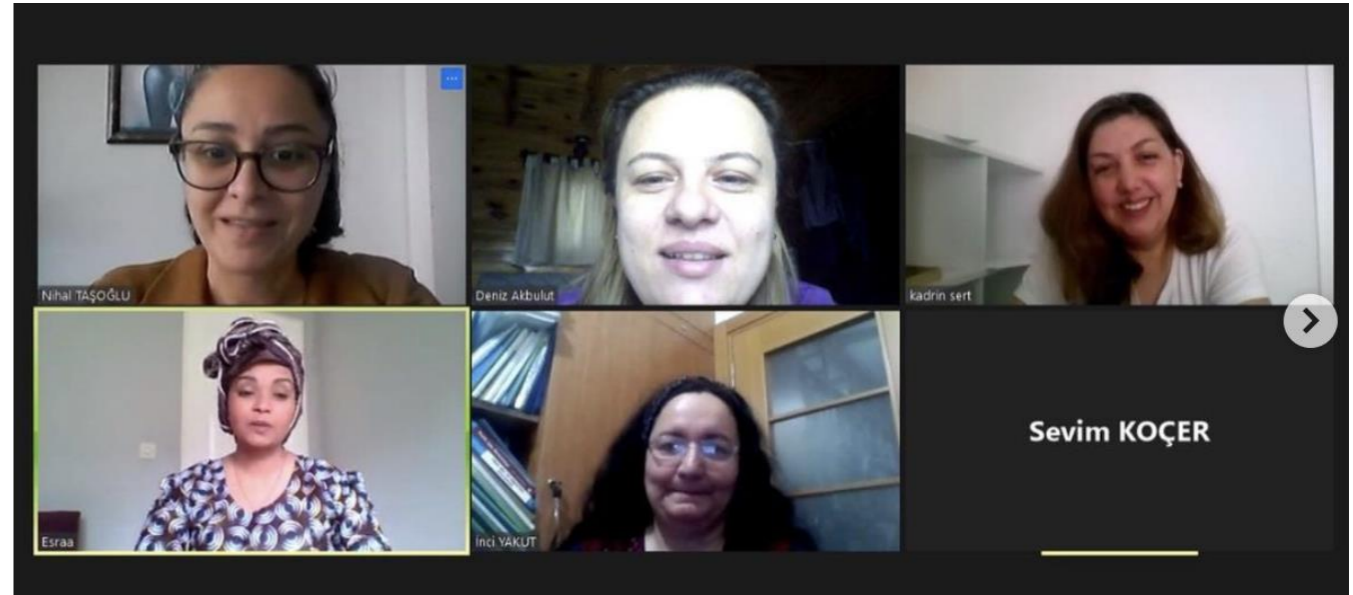 Nihal TAŞOĞLU
Deniz Akbulut
kadrin sert
Esraa
İnci YAKUT
Sevim KOÇER